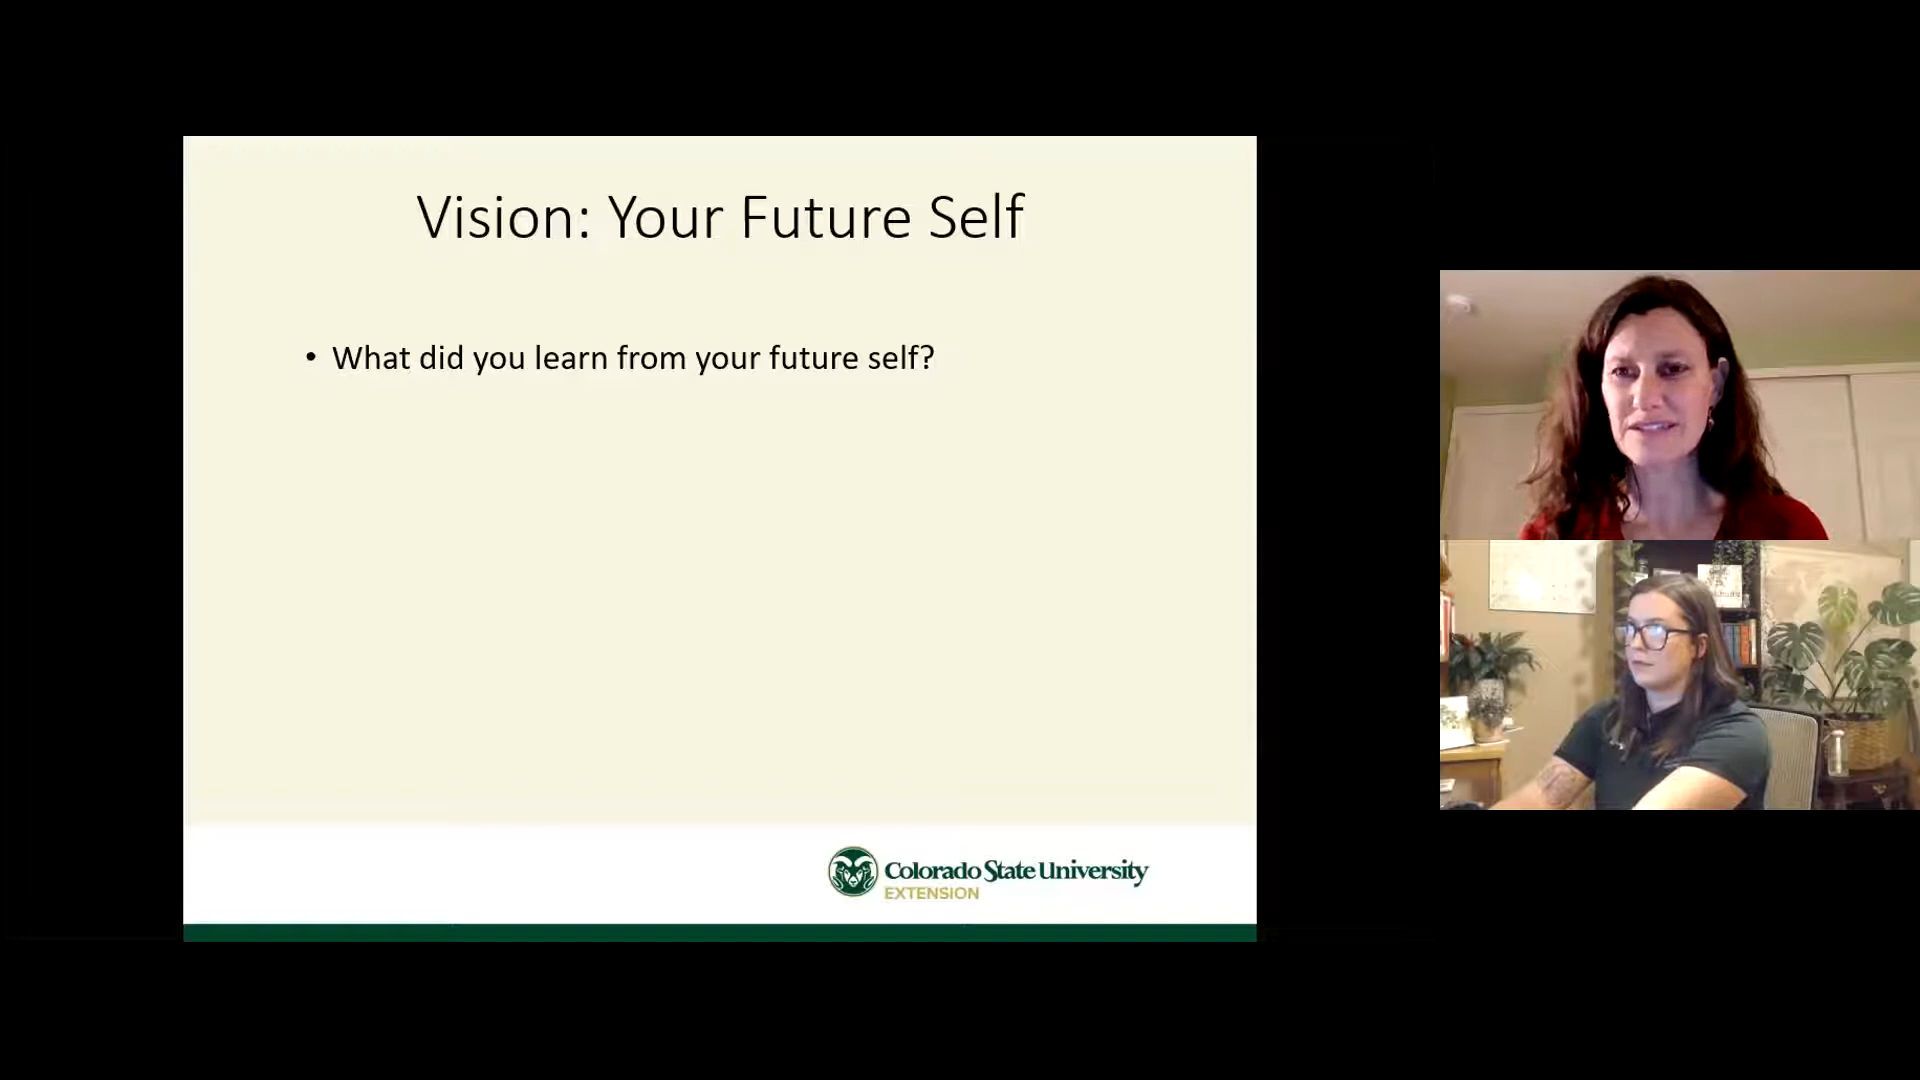 Vision: Your Future Self
• What did you learn from your future self?
Colorado State University
EXTENSION